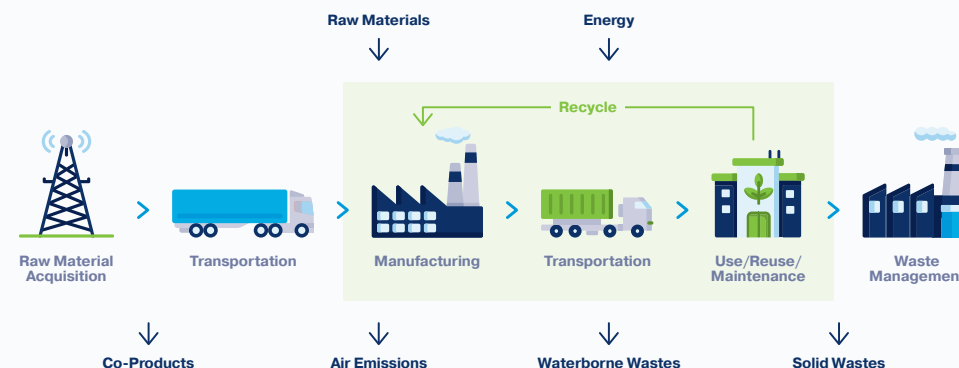 Raw Materials
Energy
Recycle
Raw Material
Acquisition
Transportation
Manufacturing
Transportation
Use/Reuse/
Maintenance
Waste
Managemen
Co-Products
Air Emissions
Waterborne Wastes
Solid Wastes